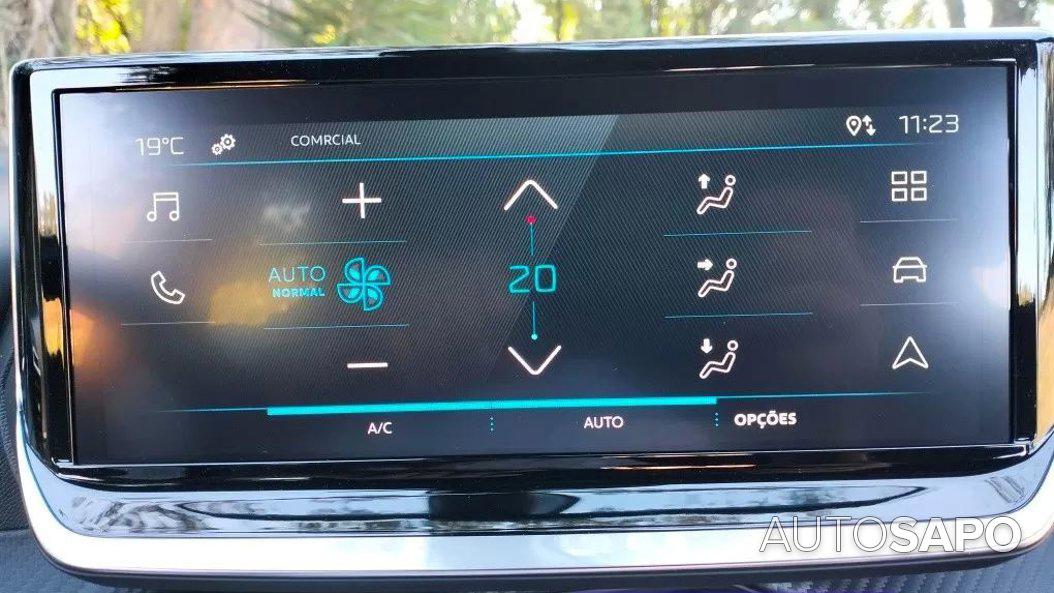 19°C COMRCIAL 11:23
AUTO
NORMAL
20
A/C AUTO OPÇÕES
AUTOSAPO